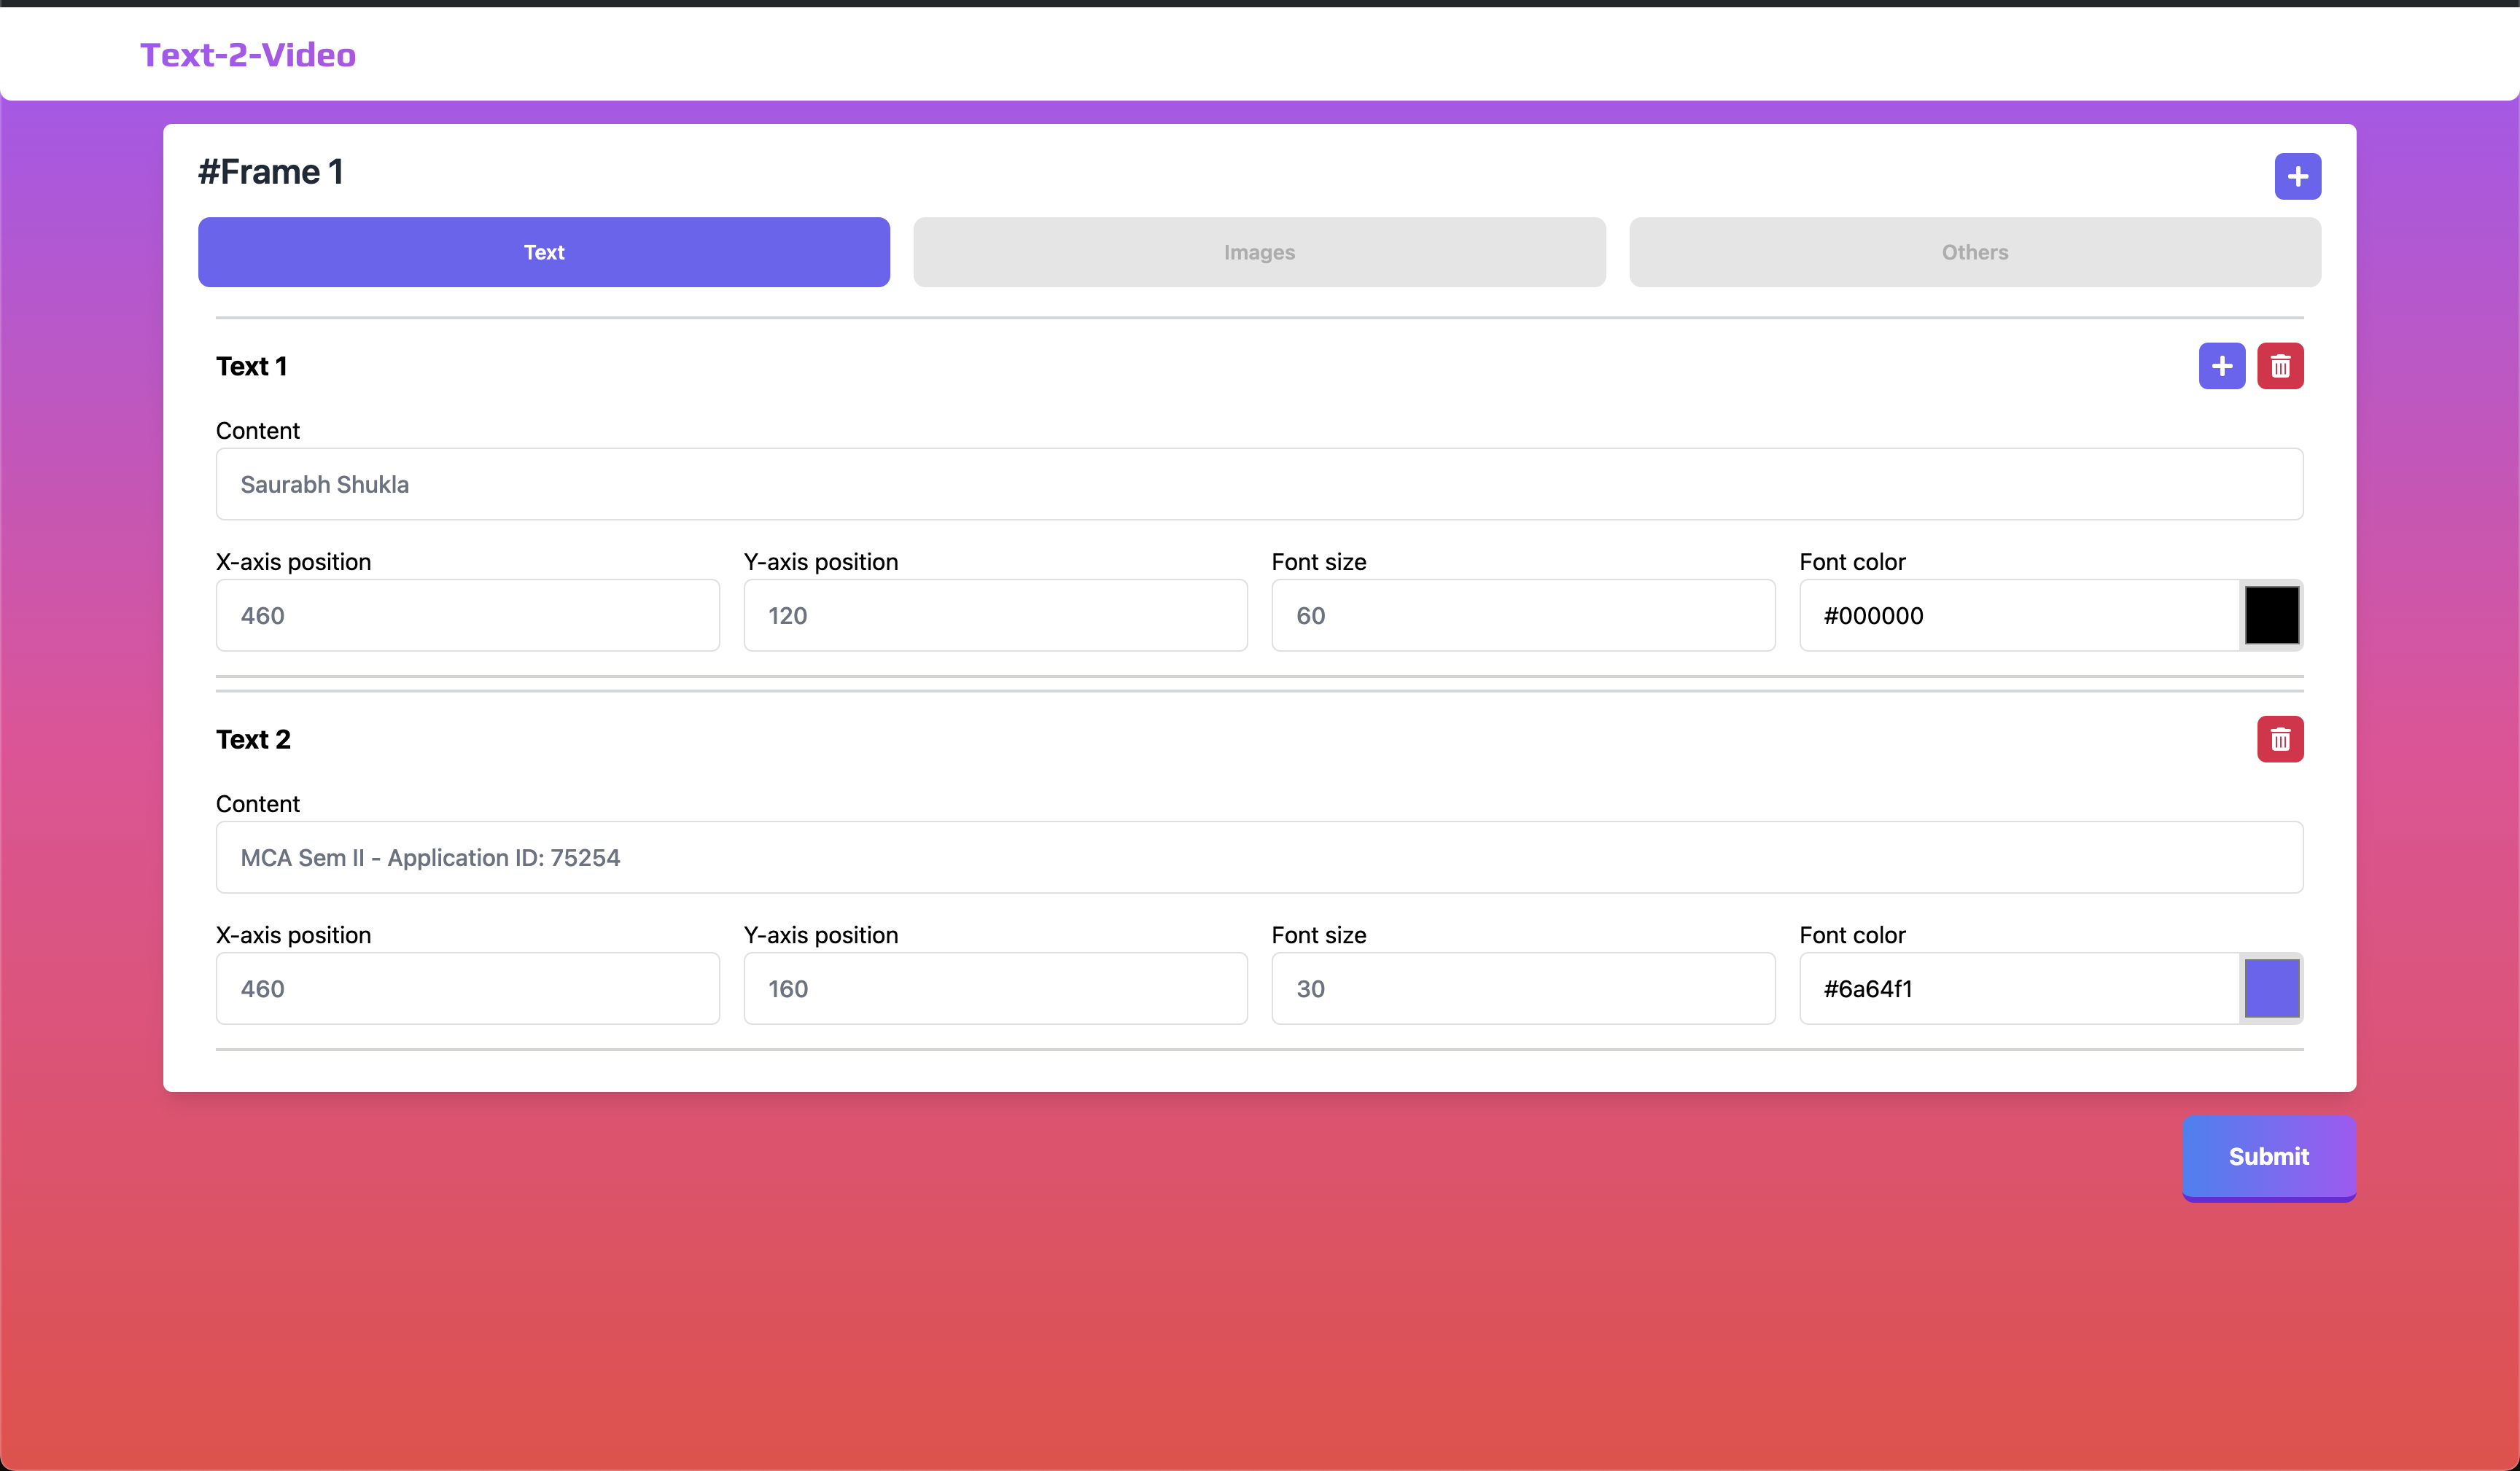 Text-2-Video
#Frame 1
Text Images Others
Text 1
Content
Saurabh Shukla
X-axis position Y-axis position Font size Font color
460 120 60 #000000
Text 2
Content
MCA Sem II - Application ID: 75254
X-axis position Y-axis position Font size Font color
460 160 30 #6a64f1
Submit